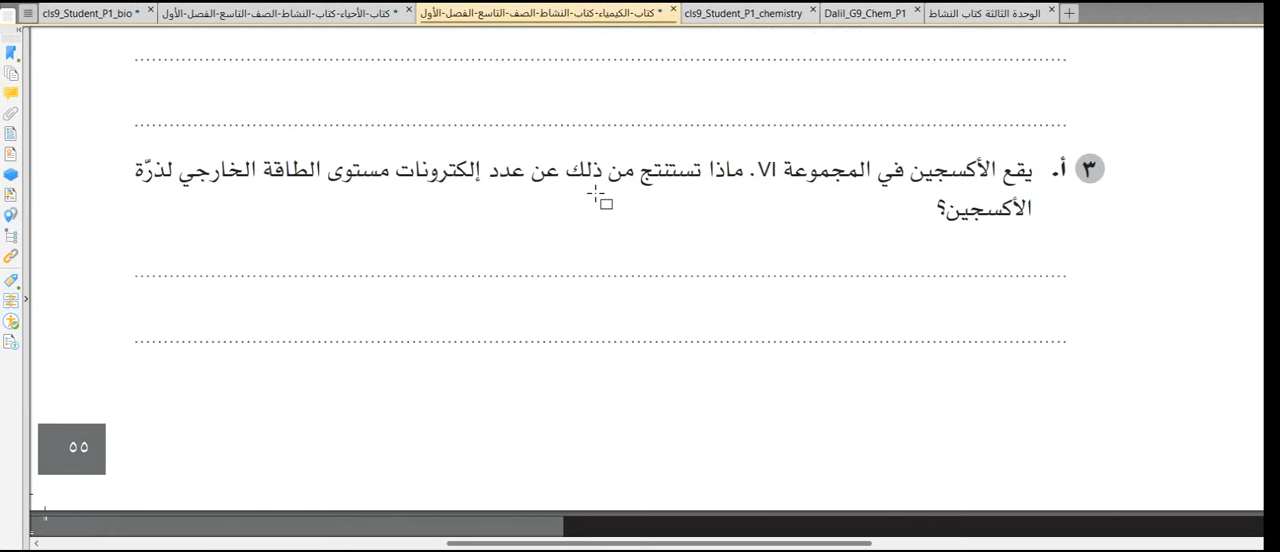 cls9_Student_P1_bio *
كتاب-الأحياء-كتاب-النشاط-الصف-التاسع-الفصل-الأول *
كتاب-الكيمياء-كتاب-النشاط-الصف-التاسع-الفصل-الأول *
cls9_Student_P1_chemistry
Dalil_G9_Chem_P1
الوحدة الثالثة كتاب النشاط
٣ أ. يقع الأكسجين في المجموعة VI. ماذا تستنتج من ذلك عن عدد إلكترونات مستوى الطاقة الخارجي لذرّة
الأكسجين؟
٥٥